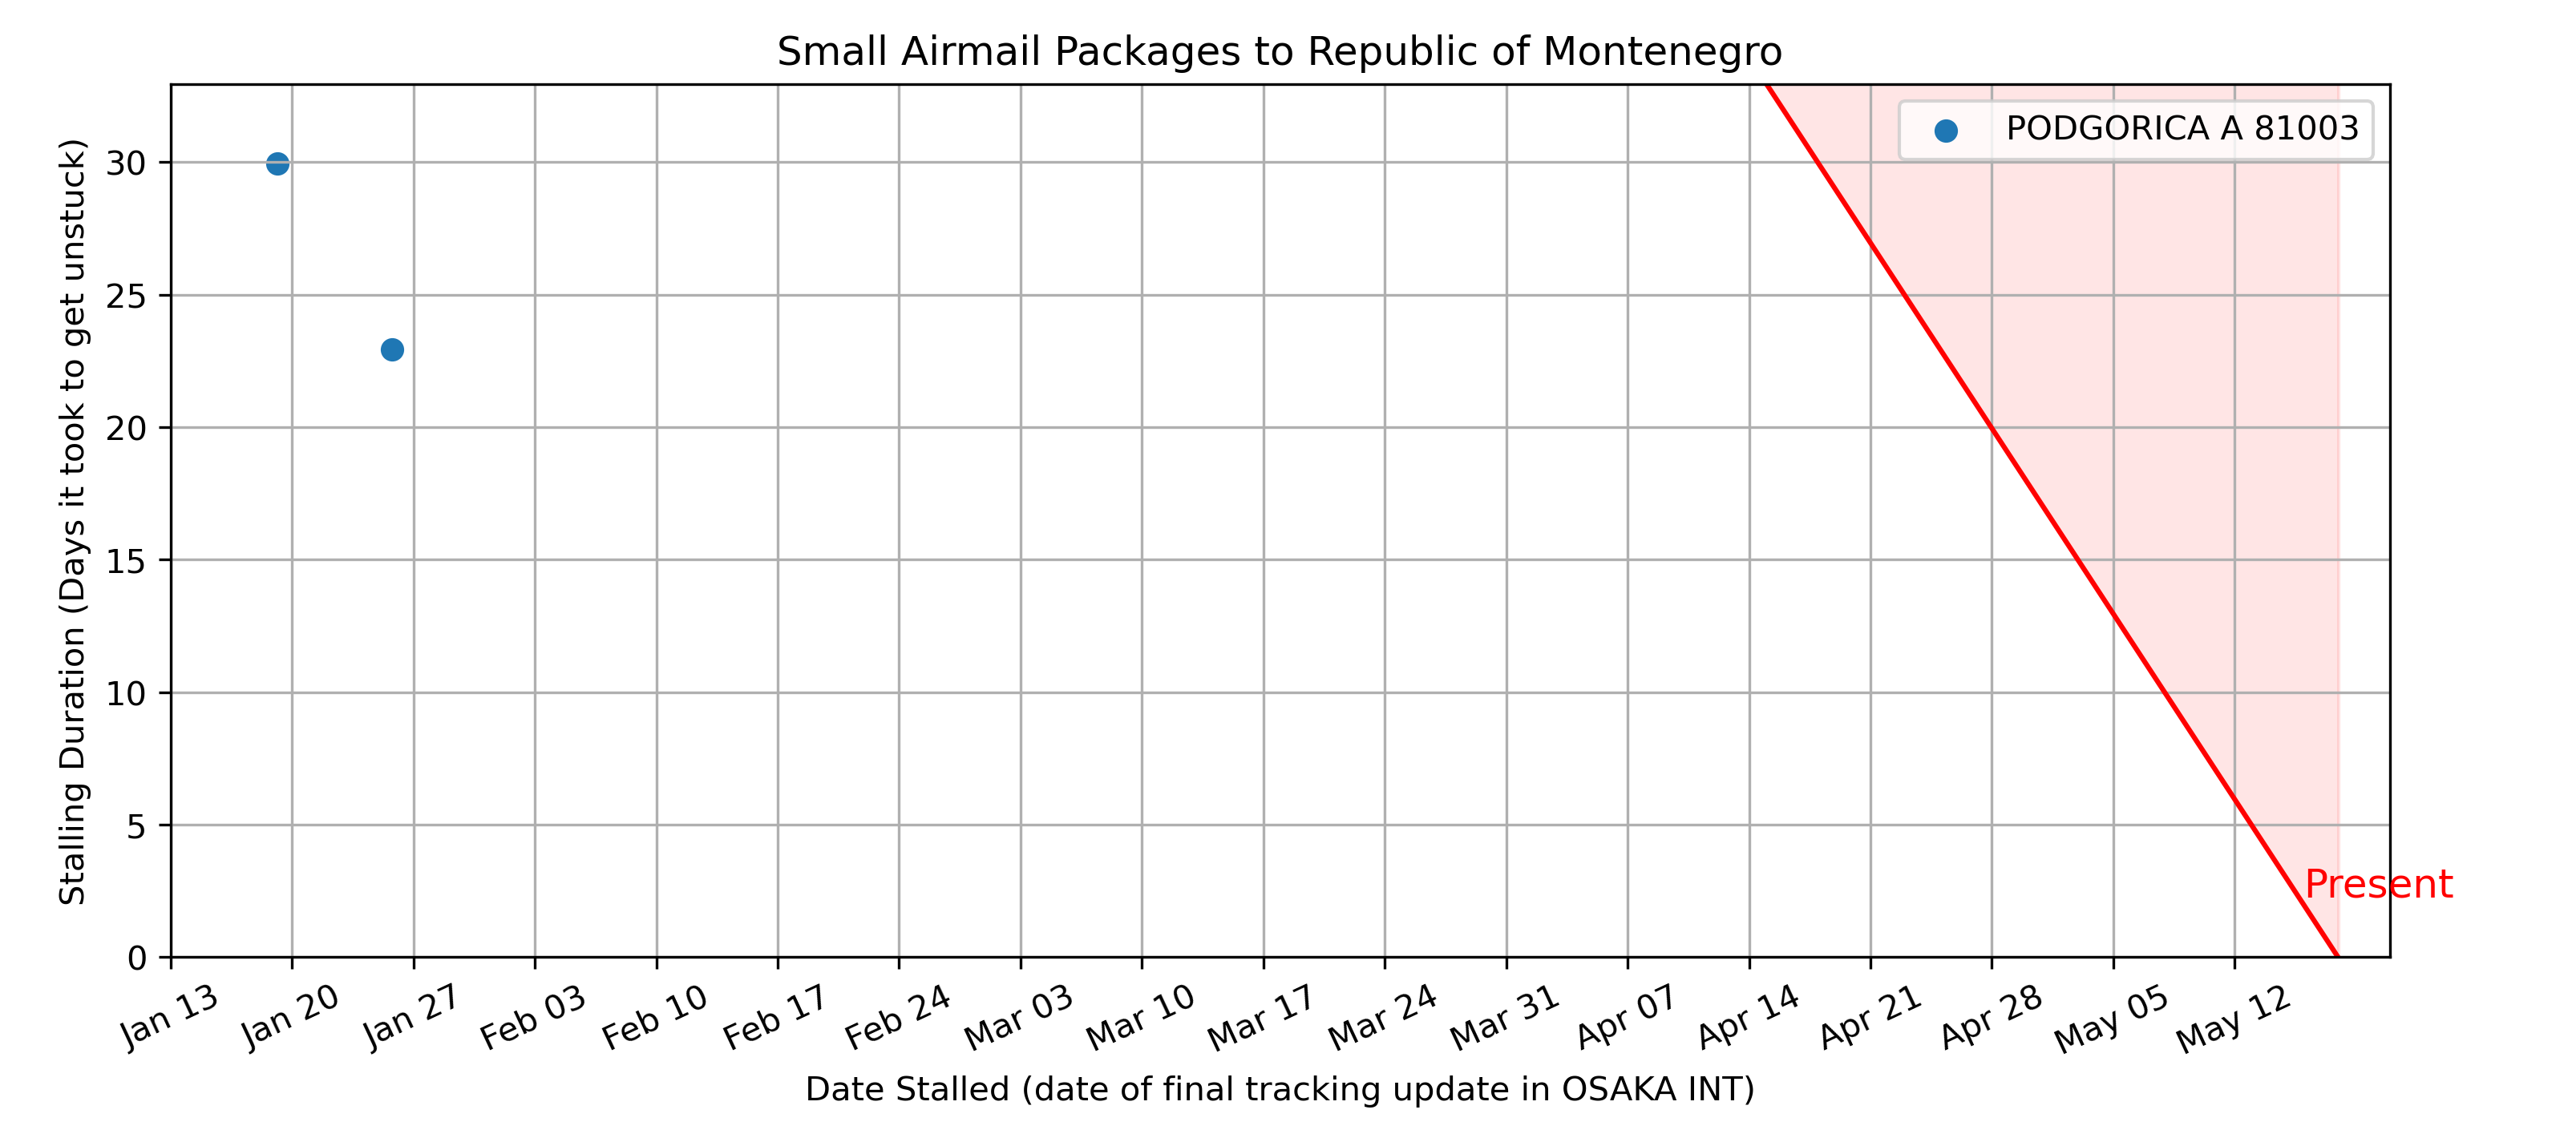 Small Airmail Packages to Republic of Montenegro
PODGORICA A 81003
Stalling Duration (Days it took to get unstuck)
30
25
20
15
10
5
0
Present
Jan 13
Jan 20
Jan 27
Feb 03
Feb 10
Feb 17
Feb 24
Mar 03
Mar 10
Mar 17
Mar 24
Mar 31
Apr 07
Apr 14
Apr 21
Apr 28
May 05
May 12
Date Stalled (date of final tracking update in OSAKA INT)